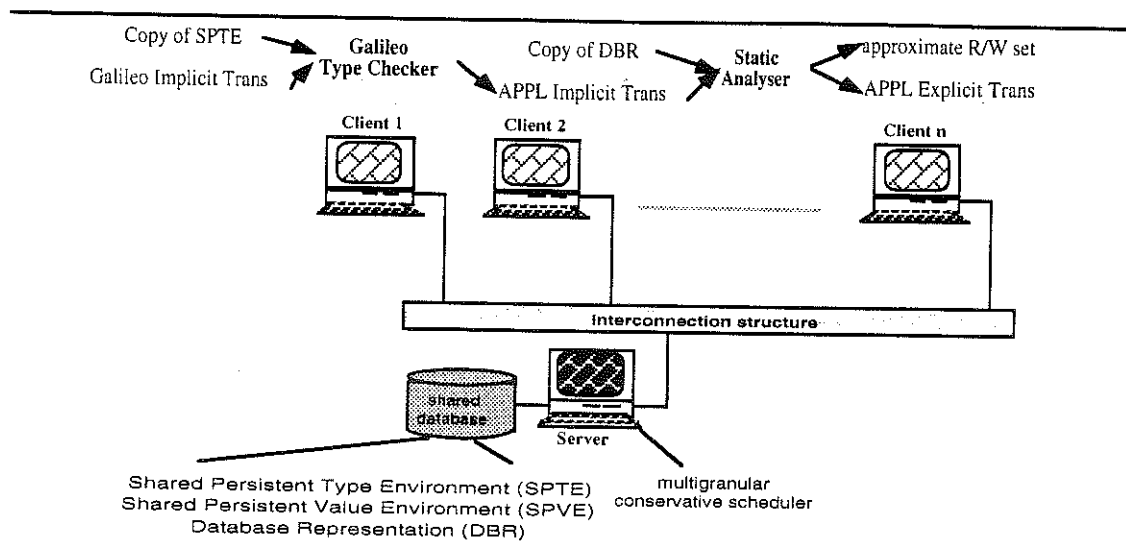 Copy of SPTE
Galileo Implicit Trans
Galileo
Type Checker
Copy of DBR
APPL Implicit Trans
Static
Analyser
approximate R/W set
APPL Explicit Trans
Client 1
Client 2
Client n
interconnection structure
shared
database
Server
Shared Persistent Type Environment (SPTE)
Shared Persistent Value Environment (SPVE)
Database Representation (DBR)
multigranular
conservative scheduler